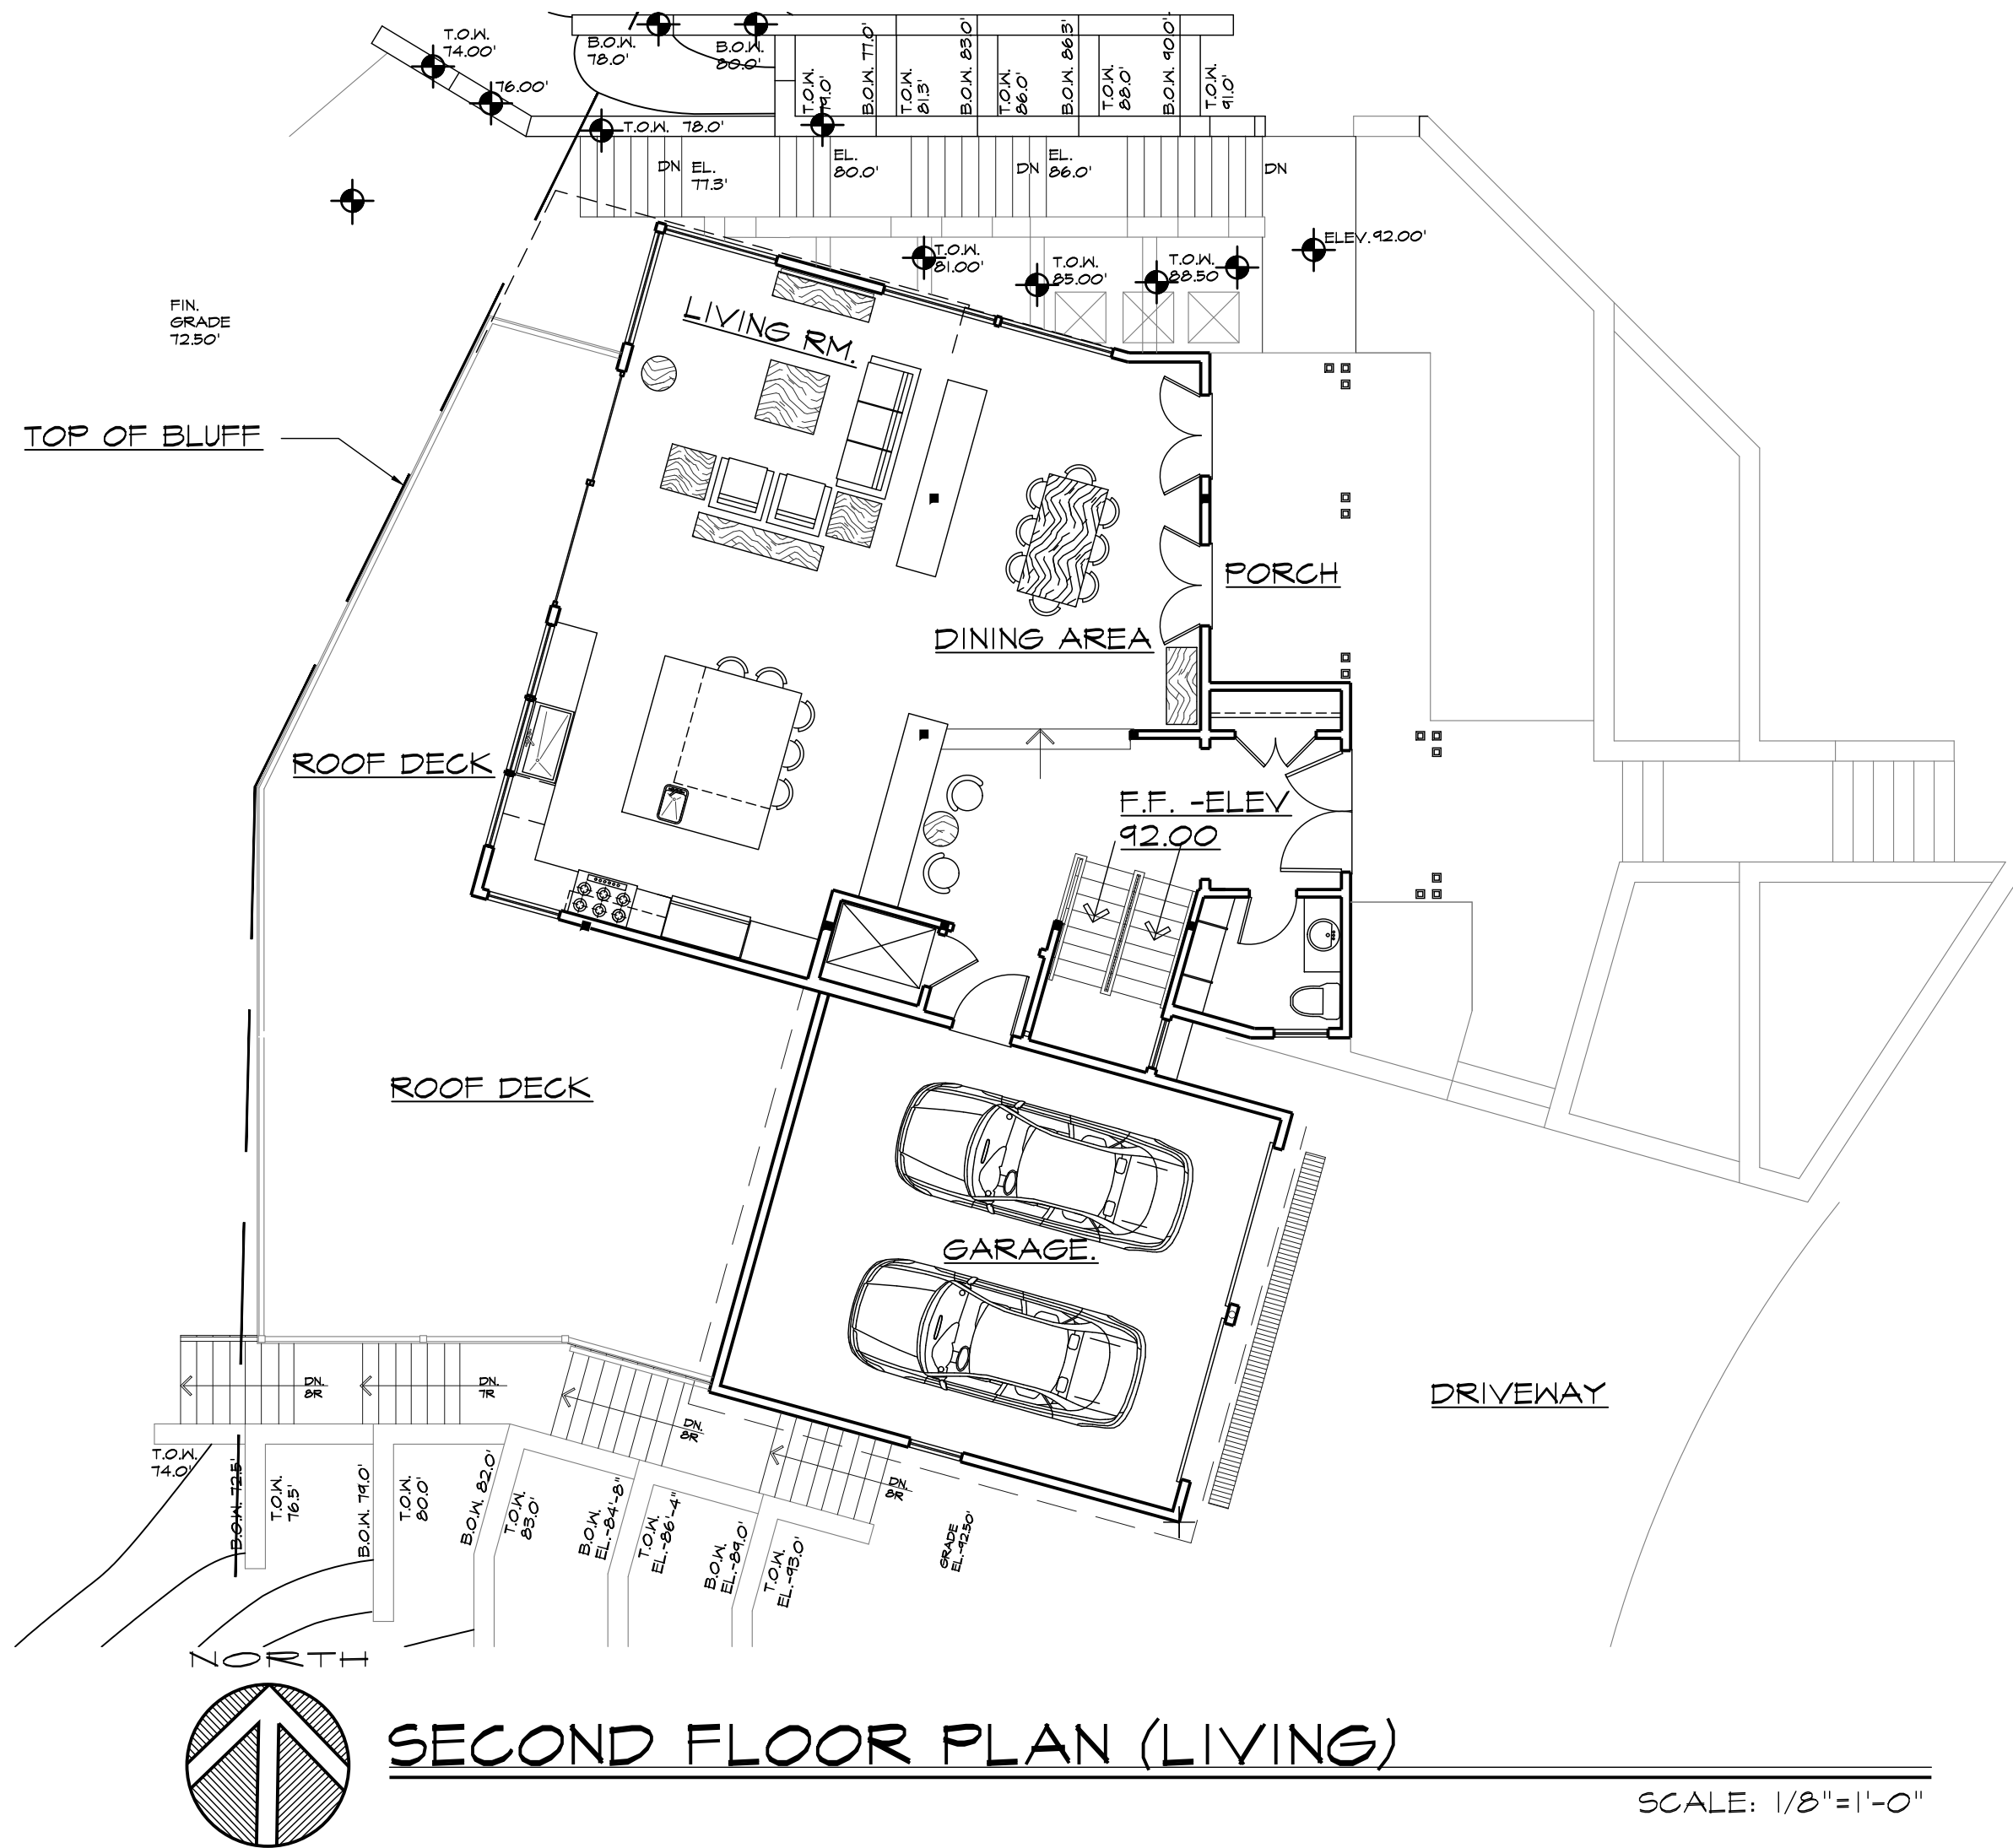 T.O.W.
74.00'
76.00'
B.O.W.
78.0'
B.O.W.
80.0'
T.O.W.
79.0'
B.O.W. 77.0'
T.O.W.
81.3'
B.O.W. 83.0'
T.O.W.
86.0'
B.O.W. 86.3'
T.O.W.
88.0'
B.O.W. 90.0'
T.O.W.
91.0'
T.O.W. 78.0'
DN
EL.
77.3'
EL.
80.0'
DN
EL.
86.0'
DN
T.O.W.
81.00'
T.O.W.
85.00'
T.O.W.
88.50
ELEV. 92.00'
FIN.
GRADE
72.50'
LIVING RM.
TOP OF BLUFF
PORCH
DINING AREA
ROOF DECK
F.F. -ELEV
92.00
ROOF DECK
GARAGE.
DRIVEWAY
DN.
8R
DN.
7R
DN.
8R
DN.
8R
T.O.W.
74.0'
B.O.W. 72.5'
T.O.W.
76.5'
B.O.W. 79.0'
T.O.W.
80.0'
B.O.W. 82.0'
T.O.W.
83.0'
B.O.W.
EL.-84'-8"
T.O.W.
EL.-86'-4"
B.O.W.
EL.-89.0'
T.O.W.
EL.-93.0'
GRADE
EL.-92.50'
NORTH
SECOND FLOOR PLAN (LIVING)
SCALE: 1/8"=1'-0"